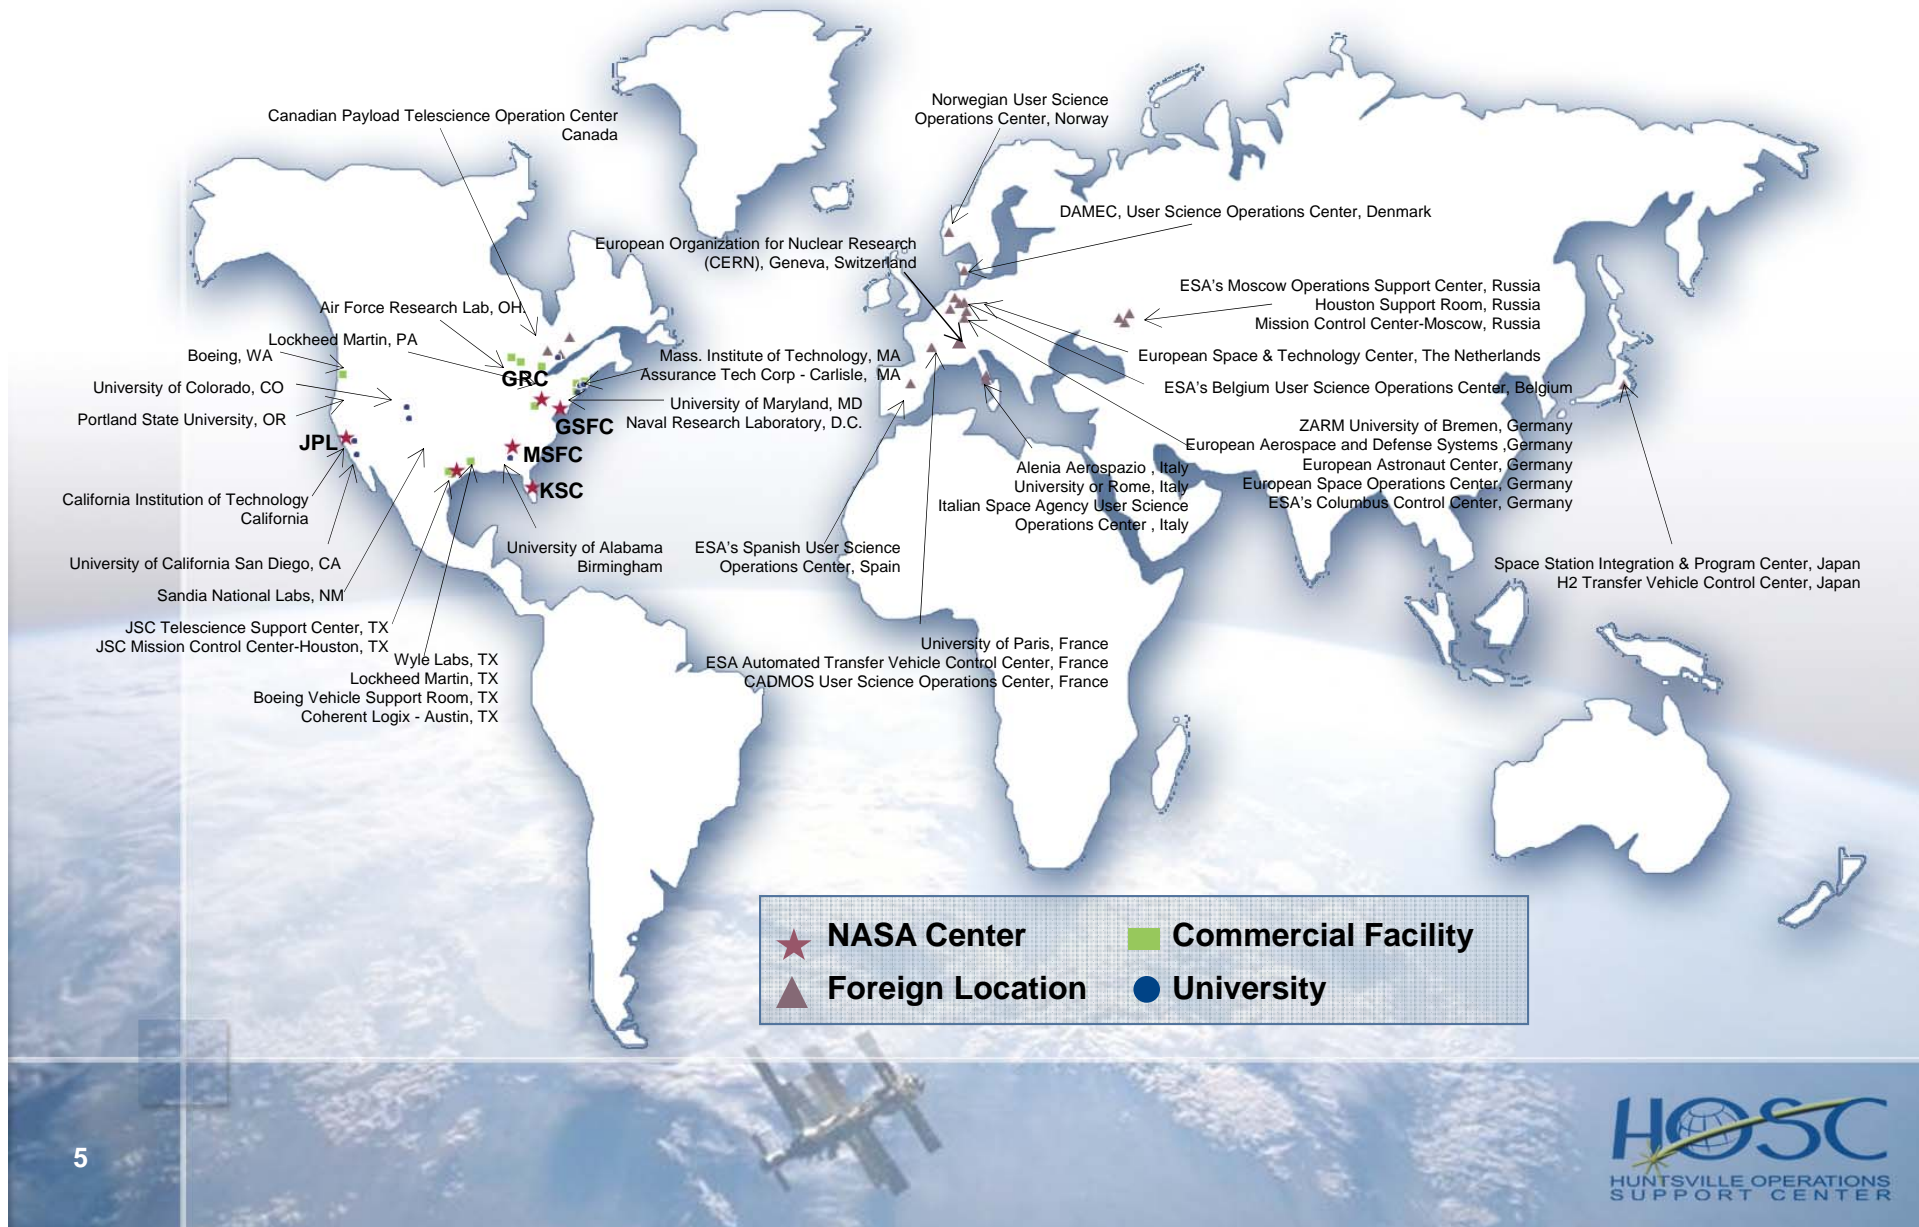 Canadian Payload Telescience Operation Center
Canada
Norwegian User Science
Operations Center, Norway
DAMEC, User Science Operations Center, Denmark
European Organization for Nuclear Research
(CERN), Geneva, Switzerland
ESA's Moscow Operations Support Center, Russia
Houston Support Room, Russia
Mission Control Center-Moscow, Russia
Air Force Research Lab, OH.
Lockheed Martin, PA
Boeing, WA
University of Colorado, CO
Portland State University, OR
GRC
Mass. Institute of Technology, MA
Assurance Tech Corp - Carlisle, MA
University of Maryland, MD
Naval Research Laboratory, D.C.
GSFC
JPL
MSFC
KSC
European Space & Technology Center, The Netherlands
ESA's Belgium User Science Operations Center, Belgium
ZARM University of Bremen, Germany
European Aerospace and Defense Systems ,Germany
European Astronaut Center, Germany
European Space Operations Center, Germany
ESA's Columbus Control Center, Germany
Alenia Aerospazio , Italy
University or Rome, Italy
Italian Space Agency User Science
Operations Center , Italy
California Institution of Technology
California
University of California San Diego, CA
Sandia National Labs, NM
JSC Telescience Support Center, TX
JSC Mission Control Center-Houston, TX
Wyle Labs, TX
Lockheed Martin, TX
Boeing Vehicle Support Room, TX
Coherent Logix - Austin, TX
University of Alabama
Birmingham
ESA's Spanish User Science
Operations Center, Spain
University of Paris, France
ESA Automated Transfer Vehicle Control Center, France
CADMOS User Science Operations Center, France
Space Station Integration & Program Center, Japan
H2 Transfer Vehicle Control Center, Japan
NASA Center
Commercial Facility
Foreign Location
University
5
HOSC
HUNTSVILLE OPERATIONS
SUPPORT CENTER